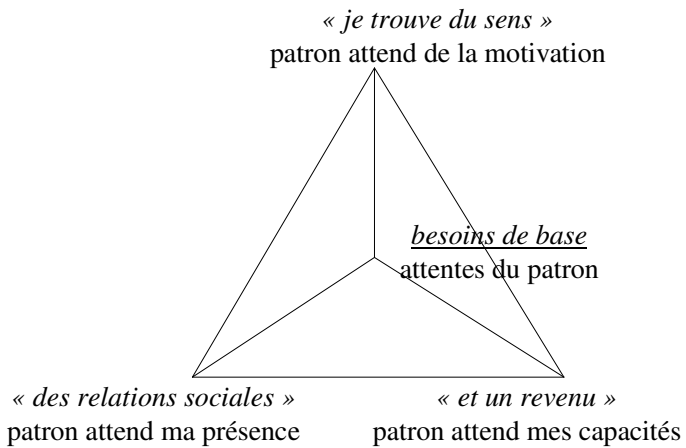 « je trouve du sens »
patron attend de la motivation
besoins de base
attentes du patron
« des relations sociales »
patron attend ma présence
« et un revenu »
patron attend mes capacités